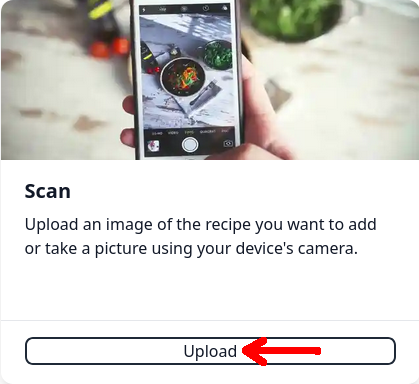 Scan
Upload an image of the recipe you want to add
or take a picture using your device's camera.
Upload